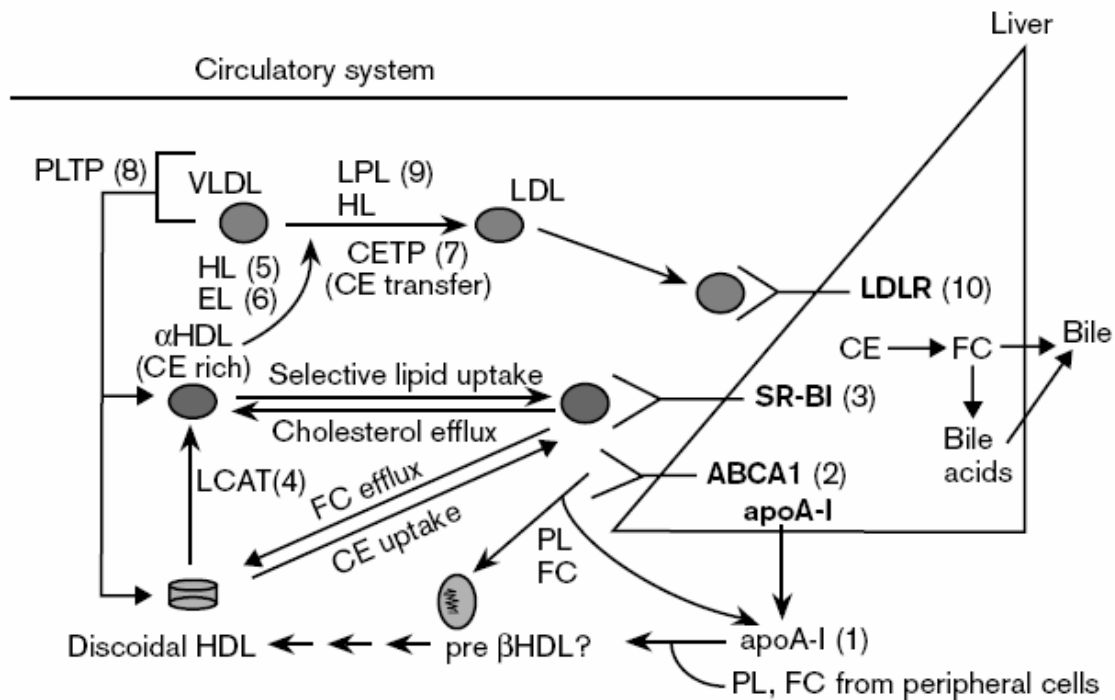 Liver
Circulatory system
PLTP (8)
VLDL
LPL (9)
HL
LDL
CETP (7)
(CE transfer)
HL (5)
EL (6)
αHDL
(CE rich)
LDLR (10)
CE
FC
Bile
Selective lipid uptake
Cholesterol efflux
SR-BI (3)
Bile
acids
LCAT(4)
FC efflux
CE uptake
ABCA1 (2)
apoA-I
PL
FC
Discoidal HDL
pre βHDL?
apoA-I (1)
PL, FC from peripheral cells